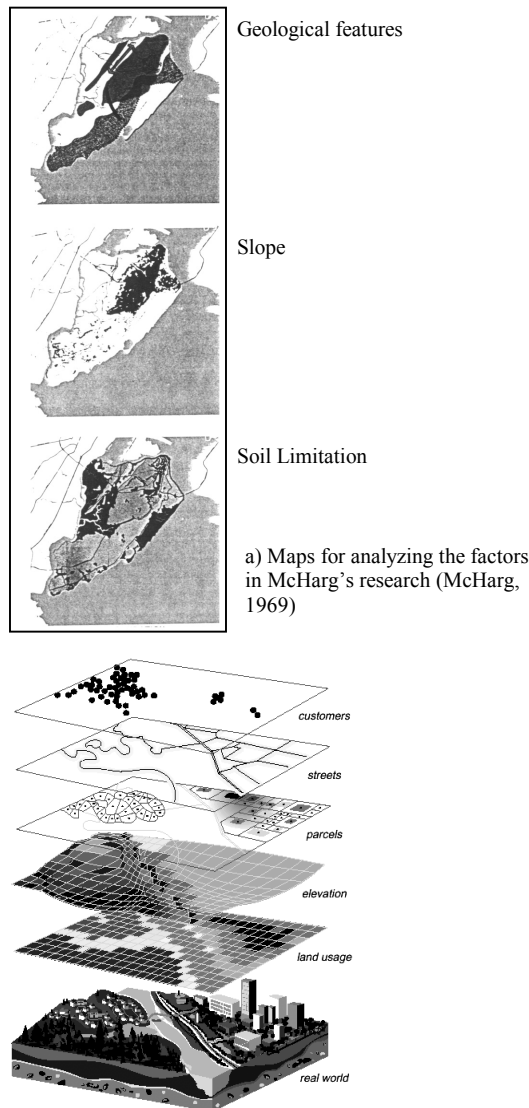 Geological features
Slope
Soil Limitation
a) Maps for analyzing the factors
in McHarg's research (McHarg,
1969)
customers
streets
parcels
elevation
land usage
real world